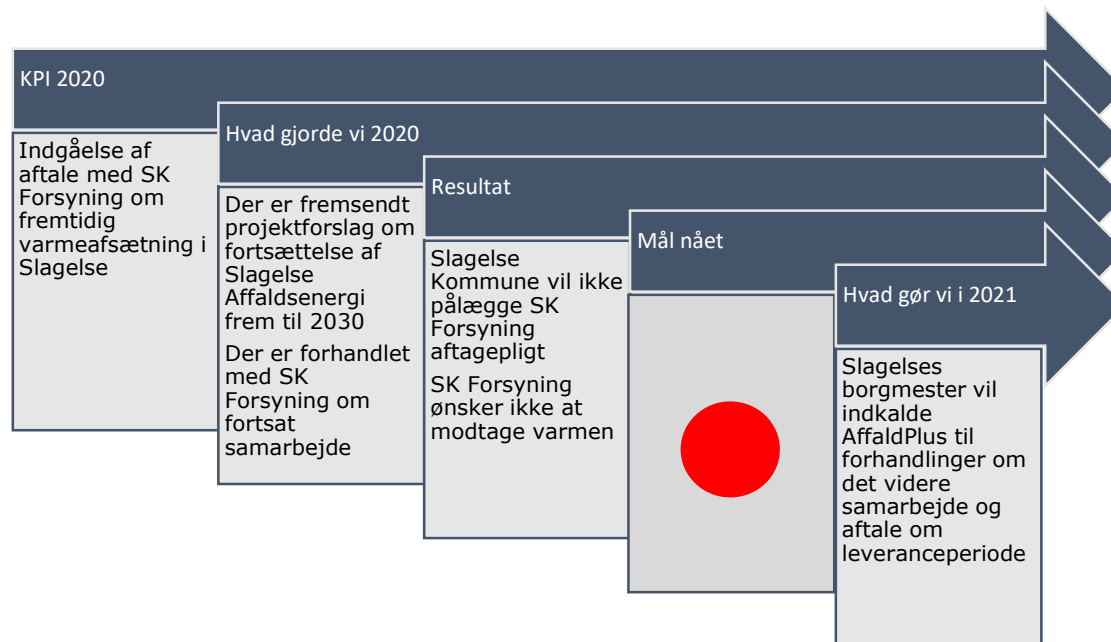 KPI 2020
Indgåelse af
aftale med SK
Forsyning om
fremtidig
varmeafsætning i
Slagelse
Hvad gjorde vi 2020
Der er fremsendt
projektforslag om
fortsættelse af
Slagelse
Affaldsenergi
frem til 2030
Der er forhandlet
med SK
Forsyning om
fortsat
samarbejde
Resultat
Slagelse
Kommune vil ikke
pålægge SK
Forsyning
aftagepligt
SK Forsyning
ønsker ikke at
modtage varmen
Mål nået
Hvad gør vi i 2021
Slagelses
borgmester vil
indkalde
AffaldPlus til
forhandlinger om
det videre
samarbejde og
aftale om
leveranceperiode